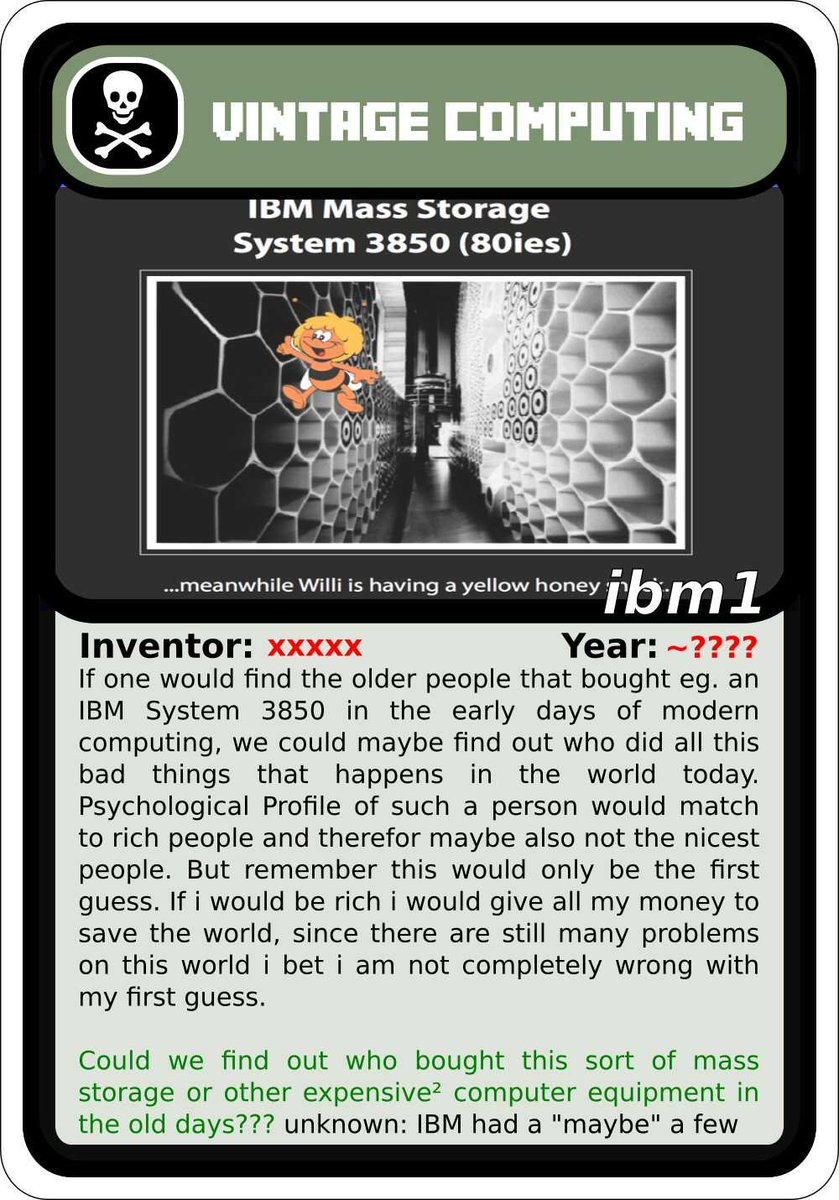 VINTAGE COMPUTING
IBM Mass Storage
System 3850 (80ies)
...meanwhile Willi is having a yellow honey
ibm1
Inventor: xxxxx Year: ~????
If one would find the older people that bought eg. an
IBM System 3850 in the early days of modern
computing, we could maybe find out who did all this
bad things that happens in the world today.
Psychological Profile of such a person would match
to rich people and therefor maybe also not the nicest
people. But remember this would only be the first
guess. If i would be rich i would give all my money to
save the world, since there are still many problems
on this world i bet i am not completely wrong with
my first guess.
Could we find out who bought this sort of mass
storage or other expensive² computer equipment in
the old days??? unknown: IBM had a "maybe" a few